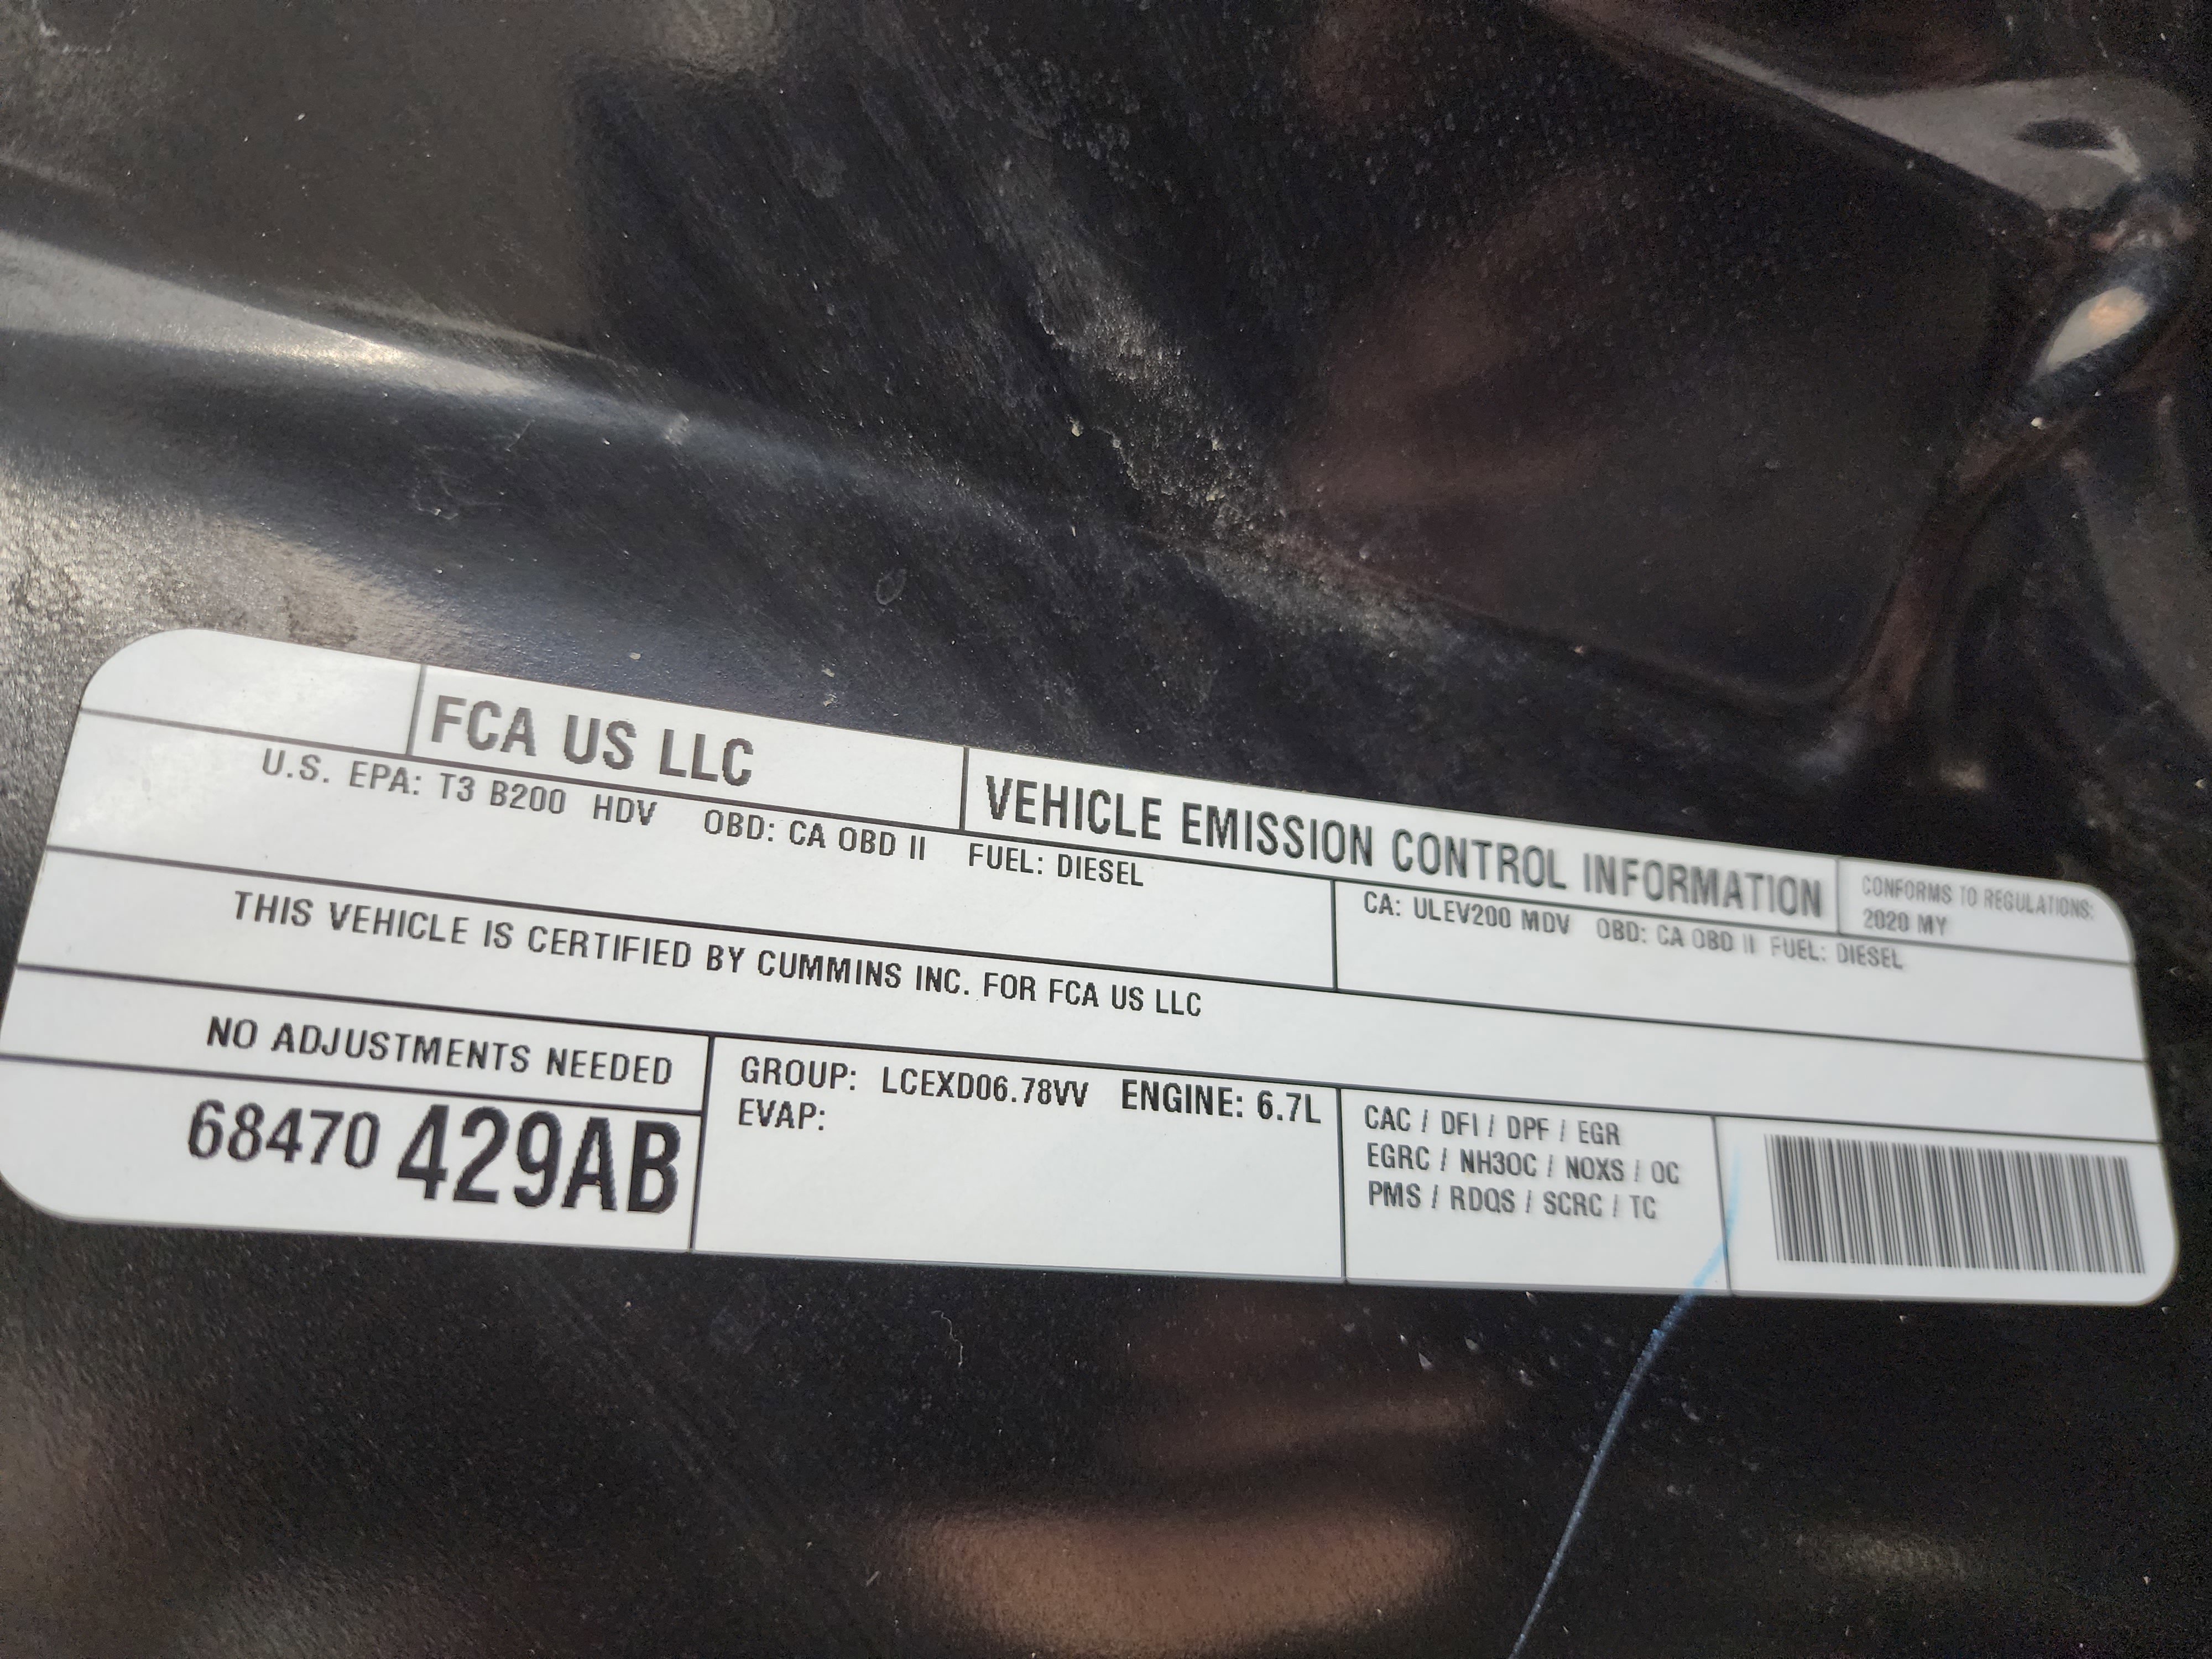 FCA US LLC
VEHICLE EMISSION CONTROL INFORMATION
CONFORMS TO REGULATIONS:
2020 MY
U.S. EPA: T3 B200 HDV OBD: CA OBD II FUEL: DIESEL
CA: ULEV200 MDV OBD: CA OBD II FUEL: DIESEL
THIS VEHICLE IS CERTIFIED BY CUMMINS INC. FOR FCA US LLC
NO ADJUSTMENTS NEEDED
68470 429AB
GROUP: LCEXD06.78VV ENGINE: 6.7L
EVAP:
CAC / DFI / DPF / EGR
EGRC / NH3OC / NOXS / OC
PMS / RDQS / SCRC / TC